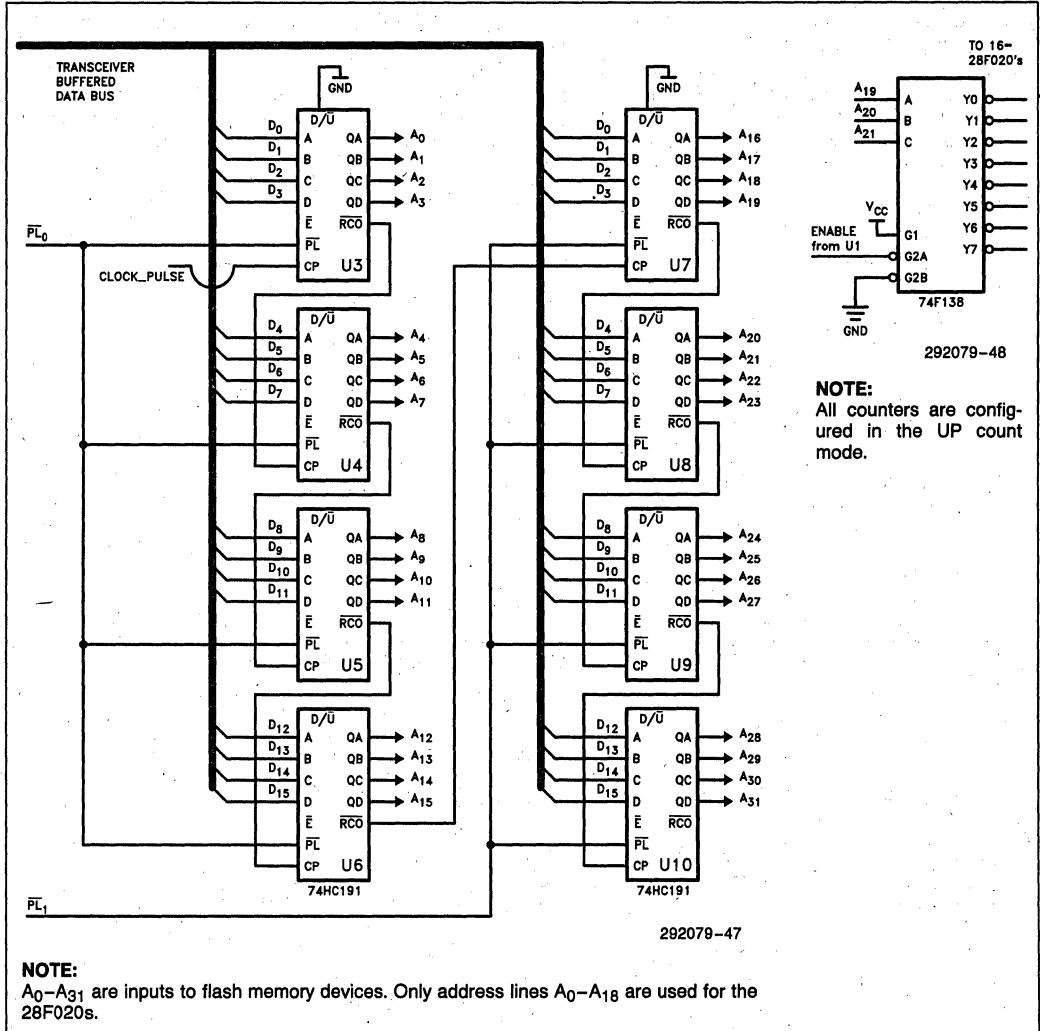 TRANSCEIVER
BUFFERED
DATA BUS
PL0
CLOCK_PULSE
PL1
GND
D/U
D0 A QA A0
D1 B QB A1
D2 C QC A2
D3 D QD A3
E RCO
PL
CP U3
D/U
D4 A QA A4
D5 B QB A5
D6 C QC A6
D7 D QD A7
E RCO
PL
CP U4
D/U
D8 A QA A8
D9 B QB A9
D10 C QC A10
D11 D QD A11
E RCO
PL
CP U5
D/U
D12 A QA A12
D13 B QB A13
D14 C QC A14
D15 D QD A15
E RCO
PL
CP U6
74HC191
GND
D/U
D0 A QA A16
D1 B QB A17
D2 C QC A18
D3 D QD A19
E RCO
PL
CP U7
D/U
D4 A QA A20
D5 B QB A21
D6 C QC A22
D7 D QD A23
E RCO
PL
CP U8
D/U
D8 A QA A24
D9 B QB A25
D10 C QC A26
D11 D QD A27
E RCO
PL
CP U9
D/U
D12 A QA A28
D13 B QB A29
D14 C QC A30
D15 D QD A31
E RCO
PL
CP U10
74HC191
292079-47
TO 16-
28F020's
A19 A Y0
A20 B Y1
A21 C Y2
Y3
Y4
VCC Y5
G1 Y6
ENABLE
from U1 G2A Y7
G2B
74F138
GND
292079-48
NOTE:
All counters are config-
ured in the UP count
mode.
NOTE:
A0–A31 are inputs to flash memory devices. Only address lines A0–A18 are used for the
28F020s.